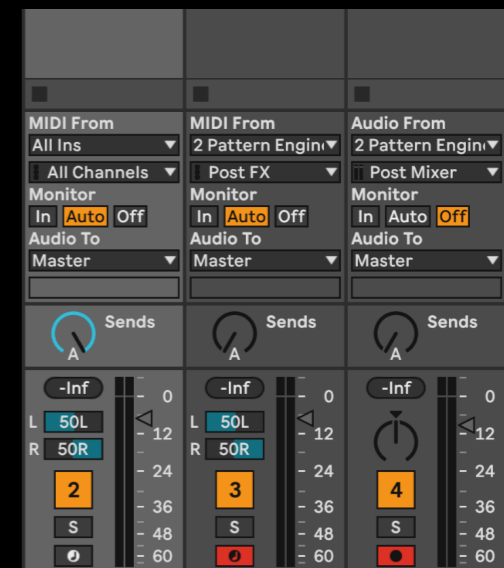 MIDI From
All Ins
All Channels
Monitor
In Auto Off
Audio To
Master
Sends
A
-Inf
0
12
24
36
48
60
L 50L
R 50R
2
S
MIDI From
2 Pattern Engin
Post FX
Monitor
In Auto Off
Audio To
Master
Sends
A
-Inf
0
12
24
36
48
60
L 50L
R 50R
3
S
Audio From
2 Pattern Engin
Post Mixer
Monitor
In Auto Off
Audio To
Master
Sends
A
-Inf
0
12
24
36
48
60
4
S